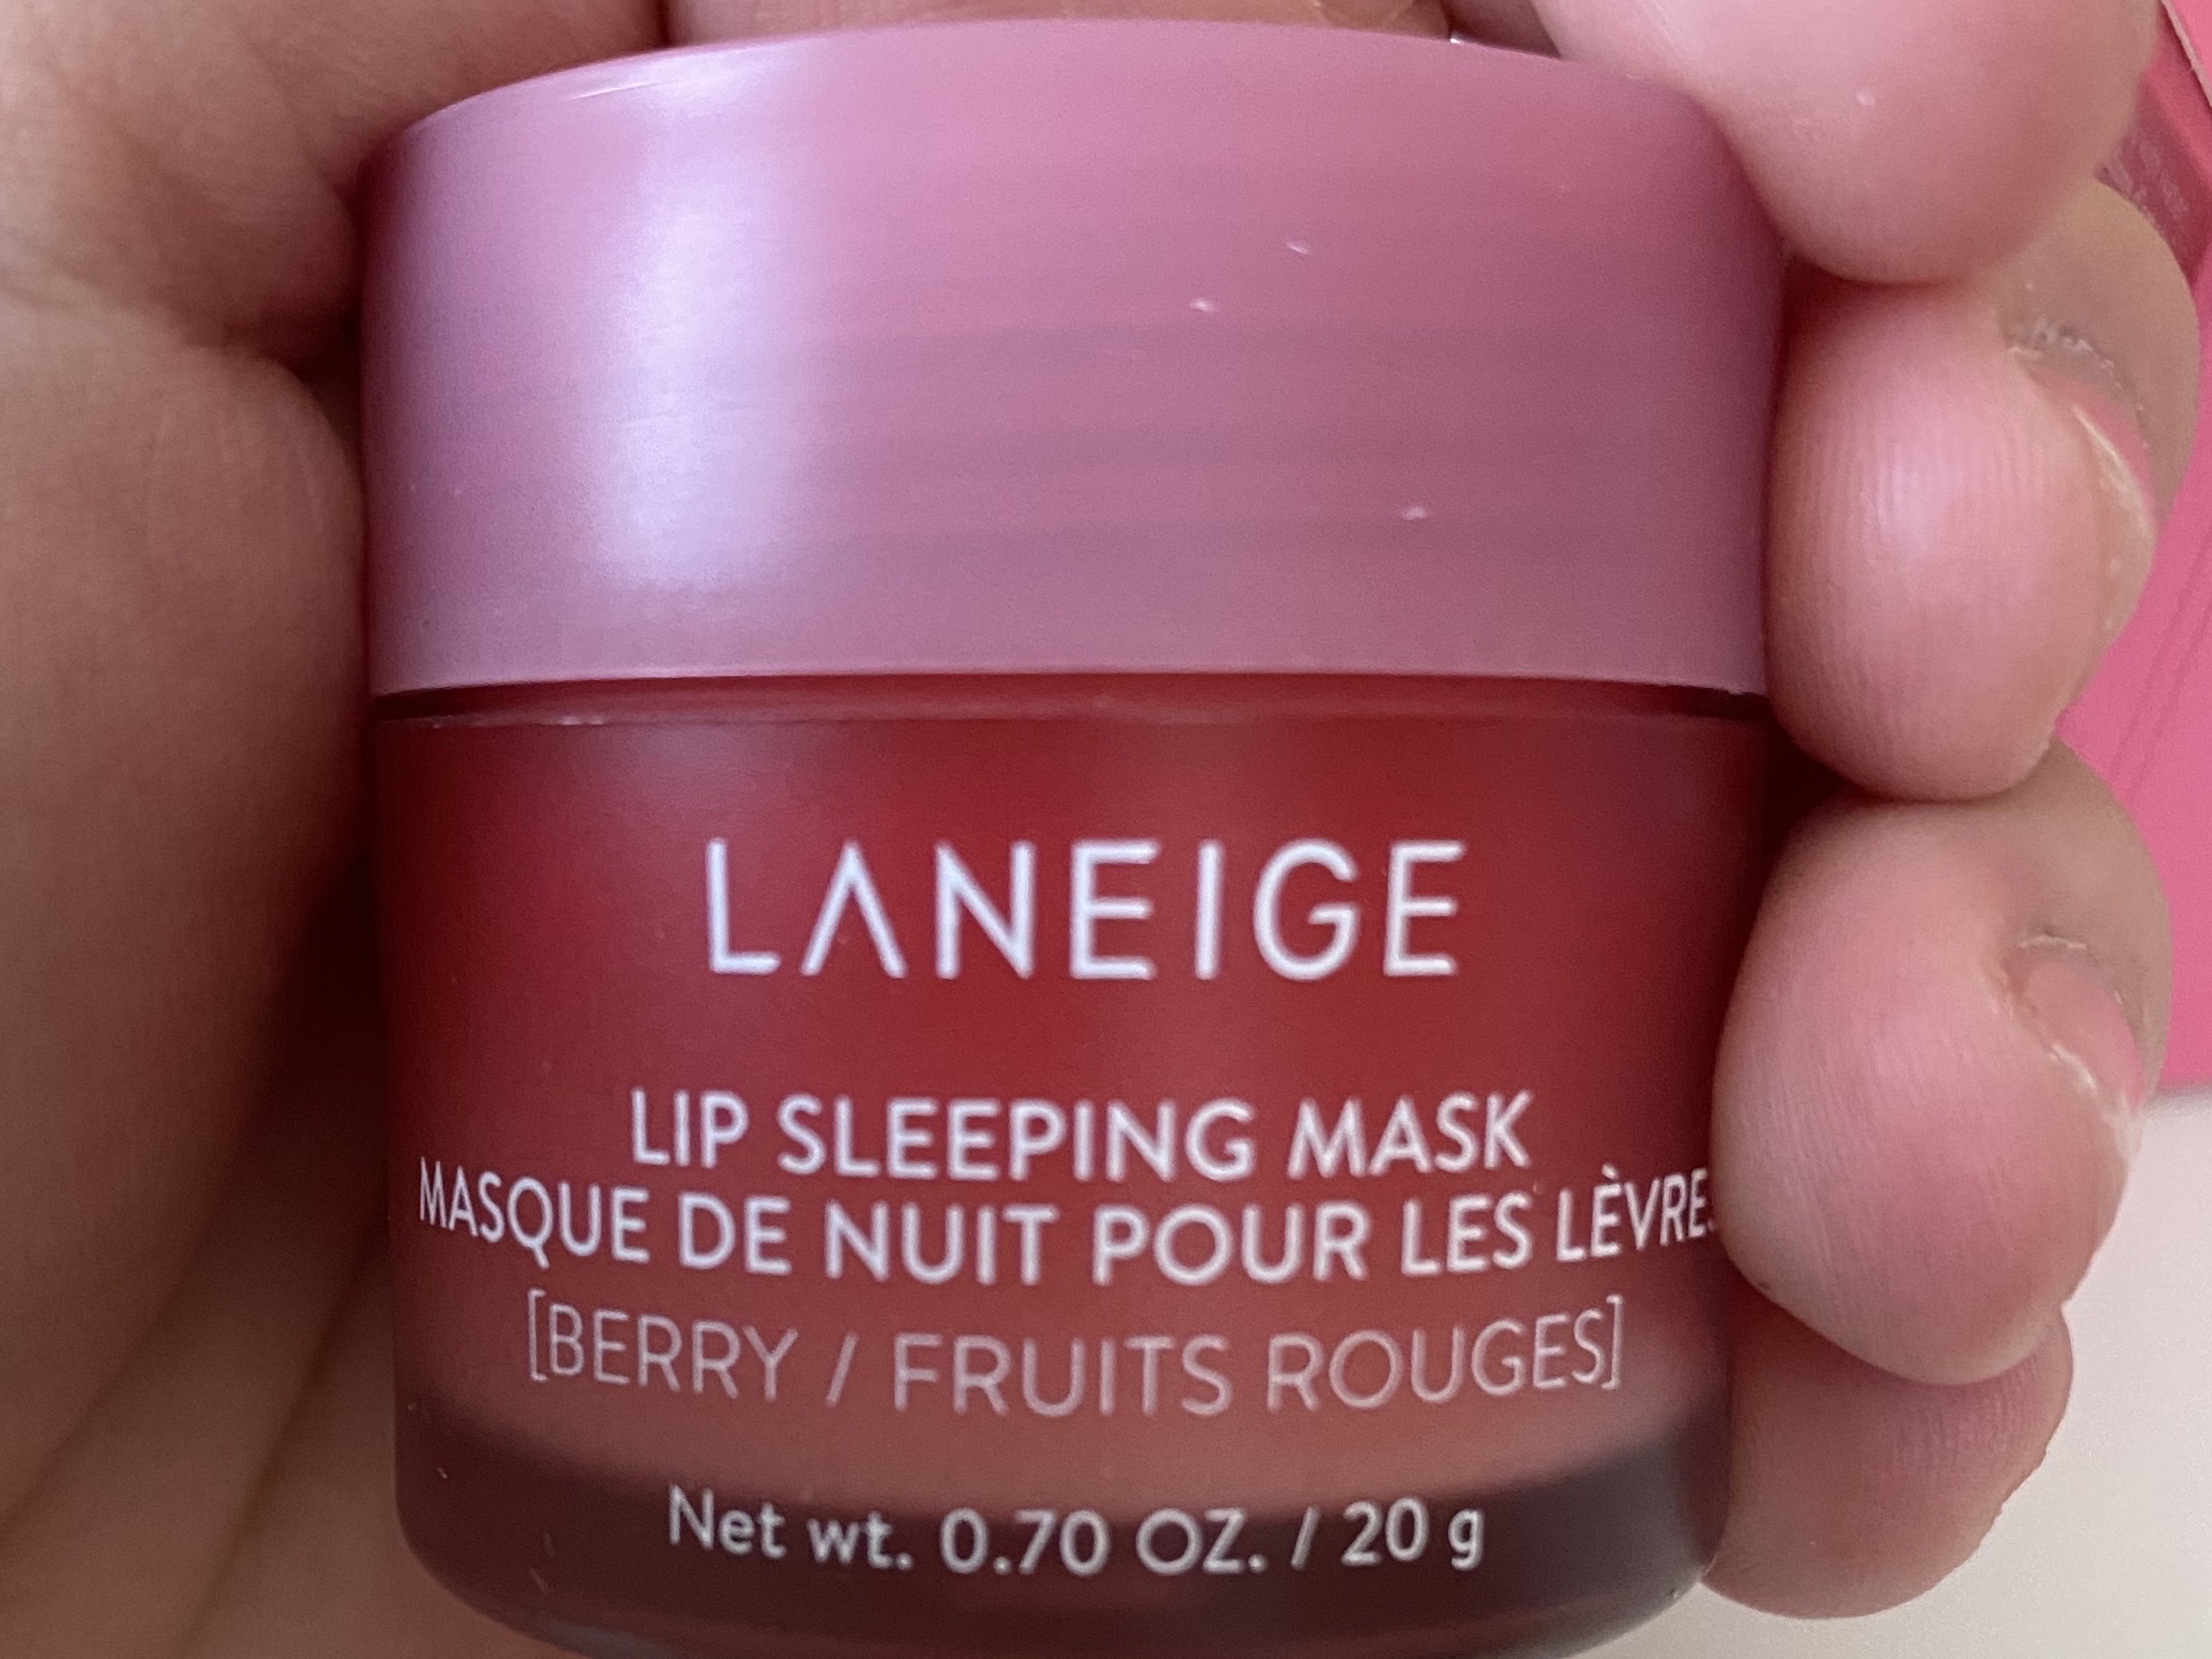 LANEIGE
LIP SLEEPING MASK
MASQUE DE NUIT POUR LES LÈVRES
[BERRY / FRUITS ROUGES]
Net wt. 0.70 OZ. / 20 g